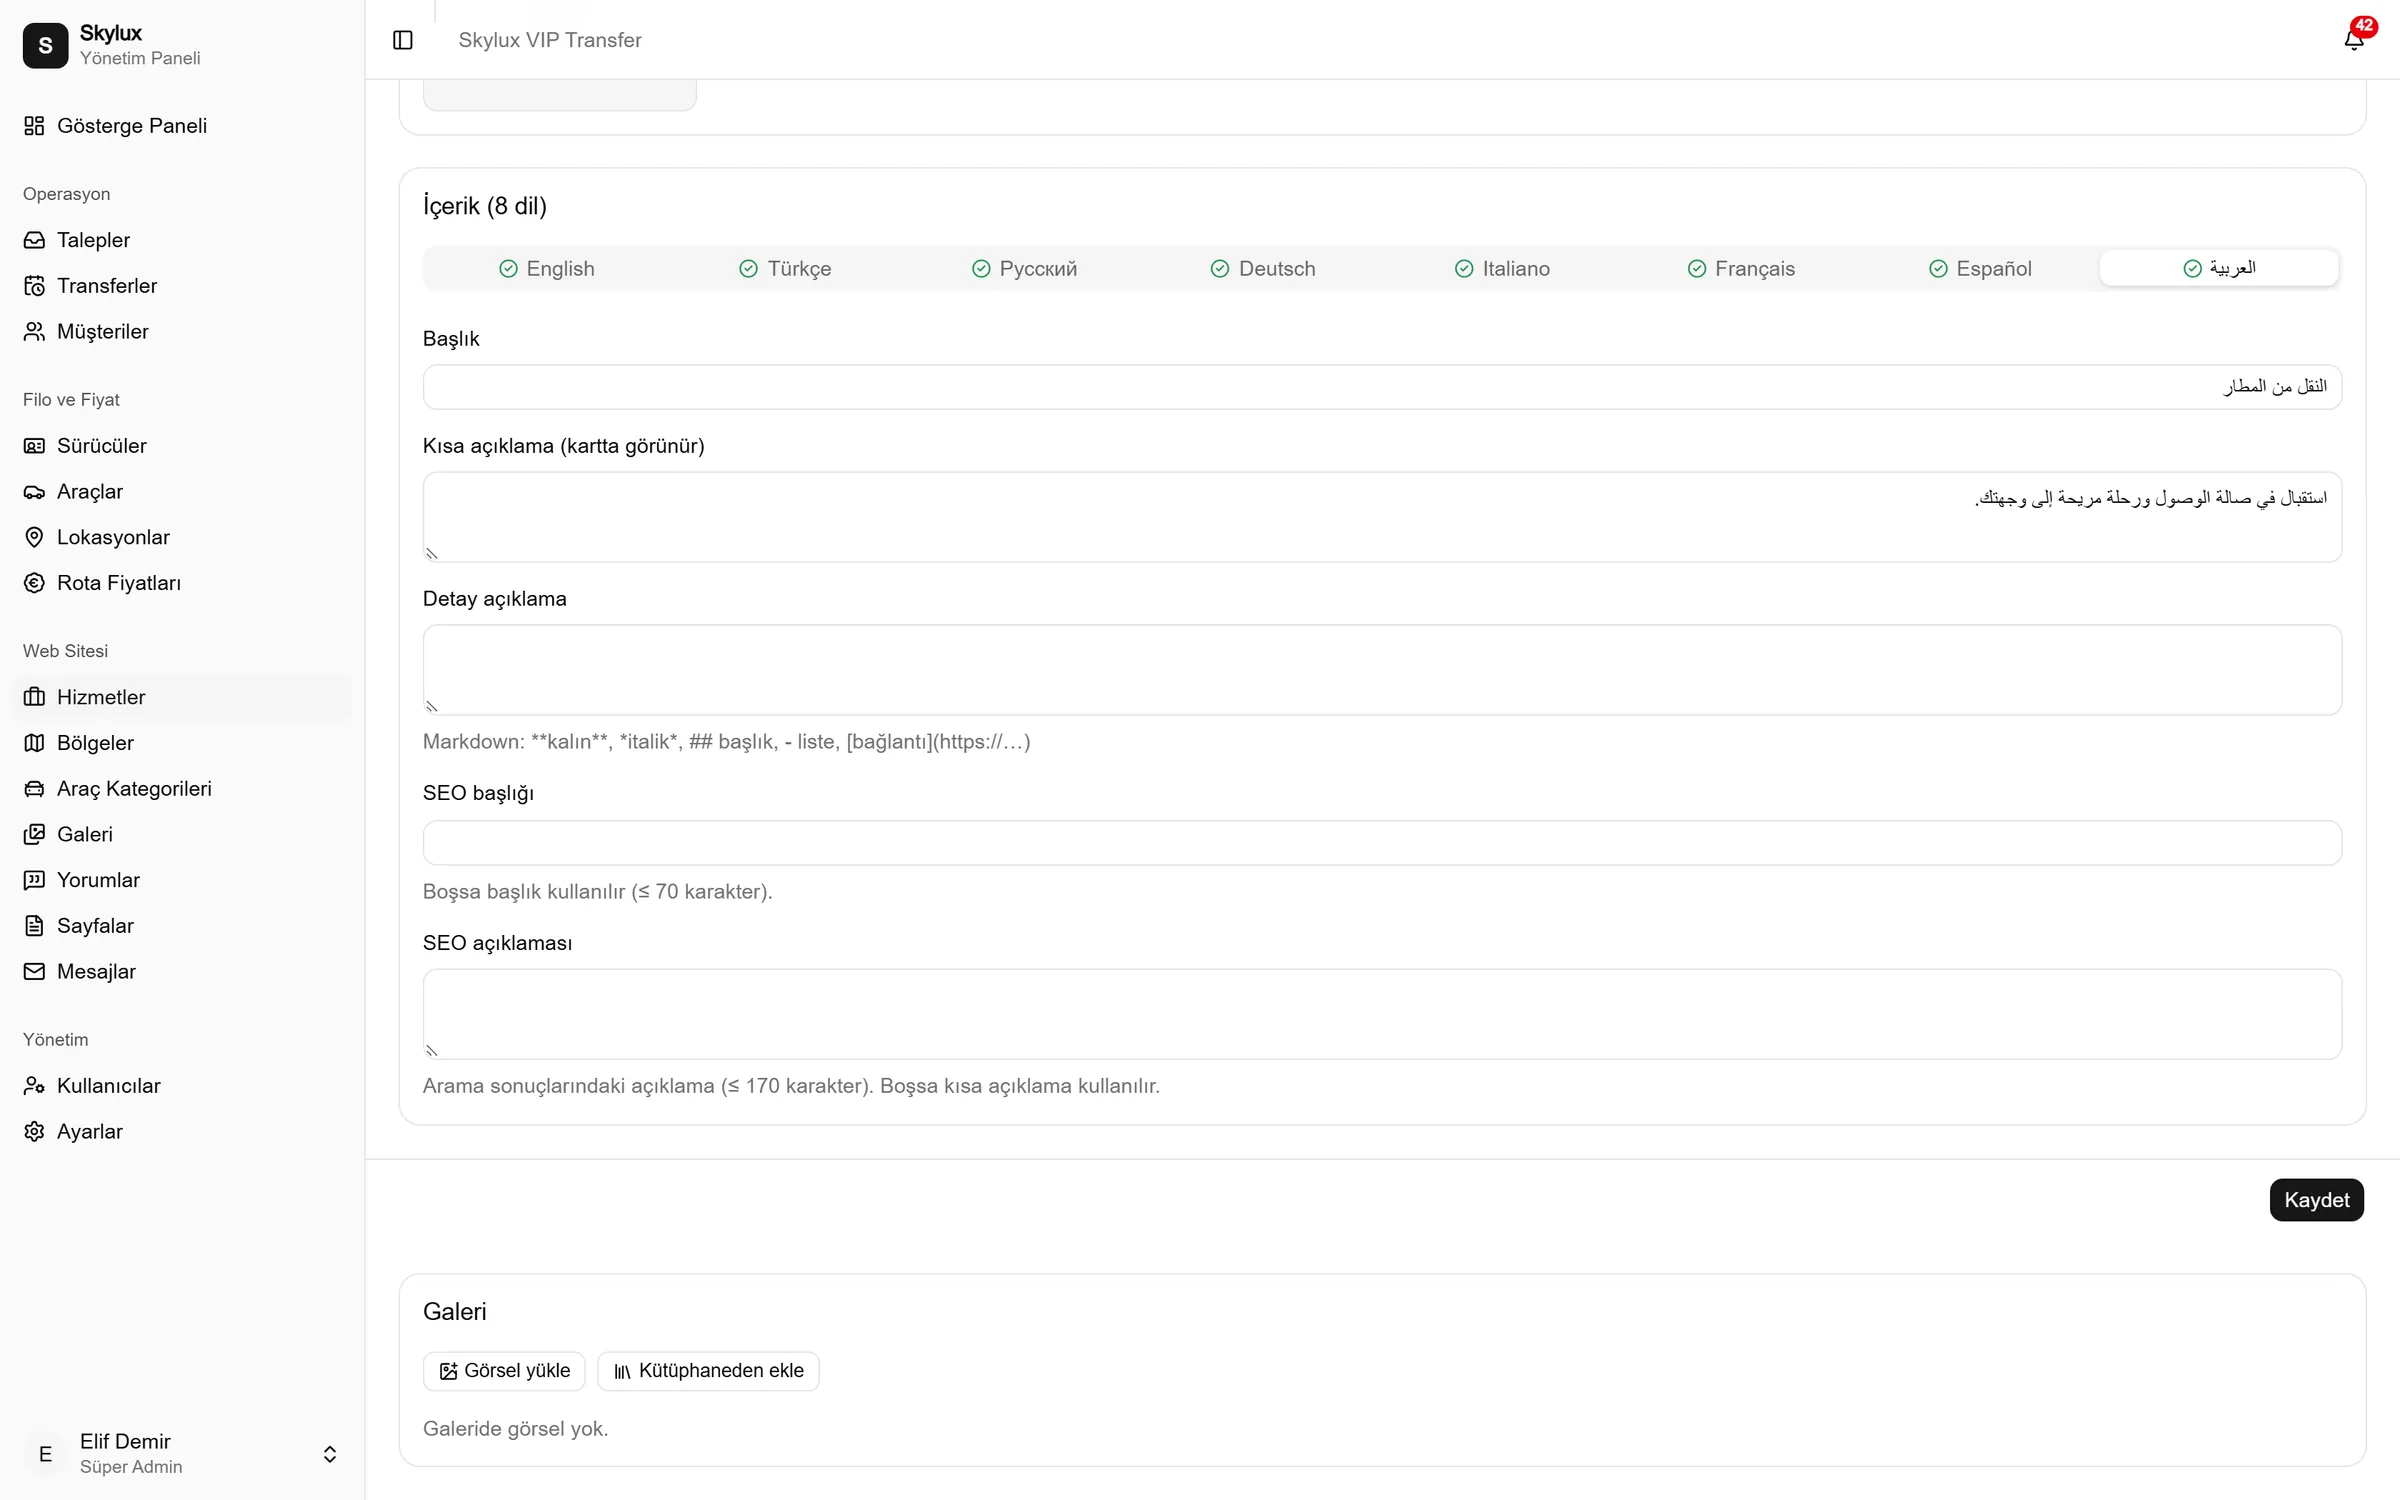 S
Skylux
Yönetim Paneli
Gösterge Paneli
Operasyon
Talepler
Transferler
Müşteriler
Filo ve Fiyat
Sürücüler
Araçlar
Lokasyonlar
Rota Fiyatları
Web Sitesi
Hizmetler
Bölgeler
Araç Kategorileri
Galeri
Yorumlar
Sayfalar
Mesajlar
Yönetim
Kullanıcılar
Ayarlar
E
Elif Demir
Süper Admin
Skylux VIP Transfer
42
İçerik (8 dil)
English Türkçe Русский Deutsch Italiano Français Español العربية
Başlık
النقل من المطار
Kısa açıklama (kartta görünür)
استقبال في صالة الوصول ورحلة مريحة إلى وجهتك.
Detay açıklama
Markdown: **kalın**, *italik*, ## başlık, - liste, [bağlantı](https://…)
SEO başlığı
Boşsa başlık kullanılır (≤ 70 karakter).
SEO açıklaması
Arama sonuçlarındaki açıklama (≤ 170 karakter). Boşsa kısa açıklama kullanılır.
Kaydet
Galeri
Görsel yükle Kütüphaneden ekle
Galeride görsel yok.